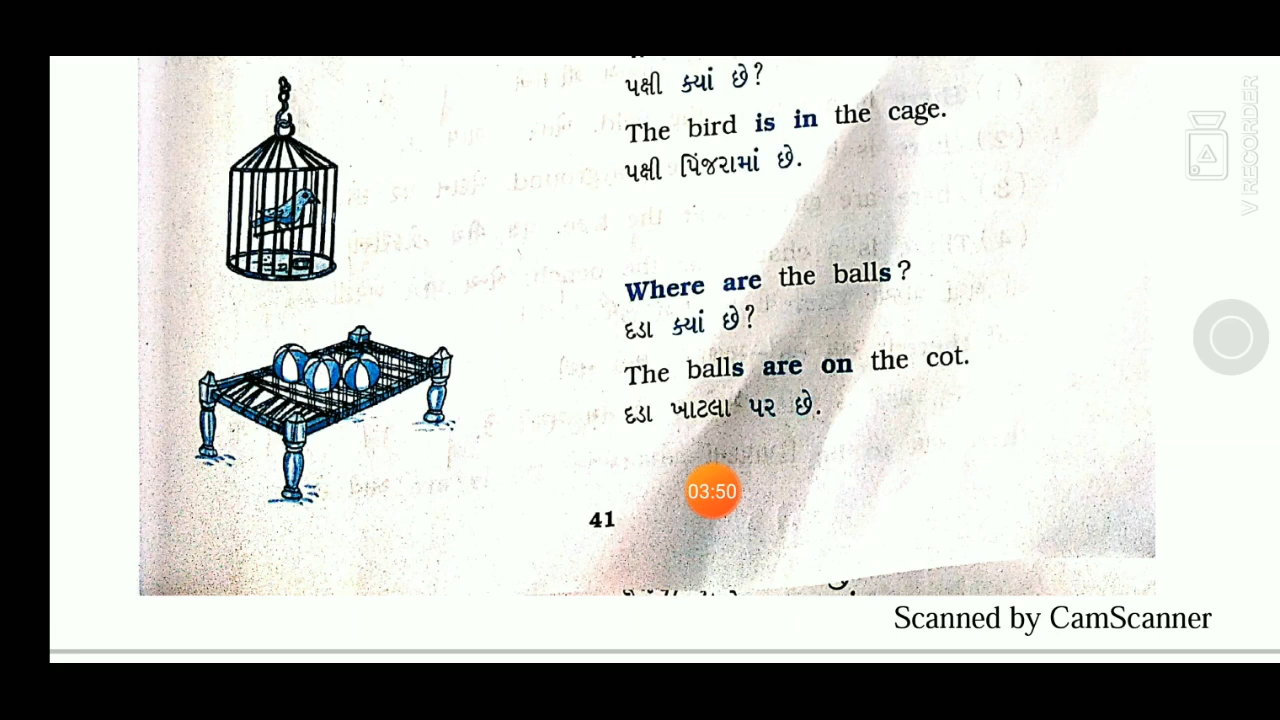 પક્ષી ક્યાં છે?
The bird is in the cage.
પક્ષી પિંજરામાં છે.
Where are the balls ?
દડા ક્યાં છે?
The balls are on the cot.
દડા ખાટલા પર છે.
03:50
41
Scanned by CamScanner
V RECORDER